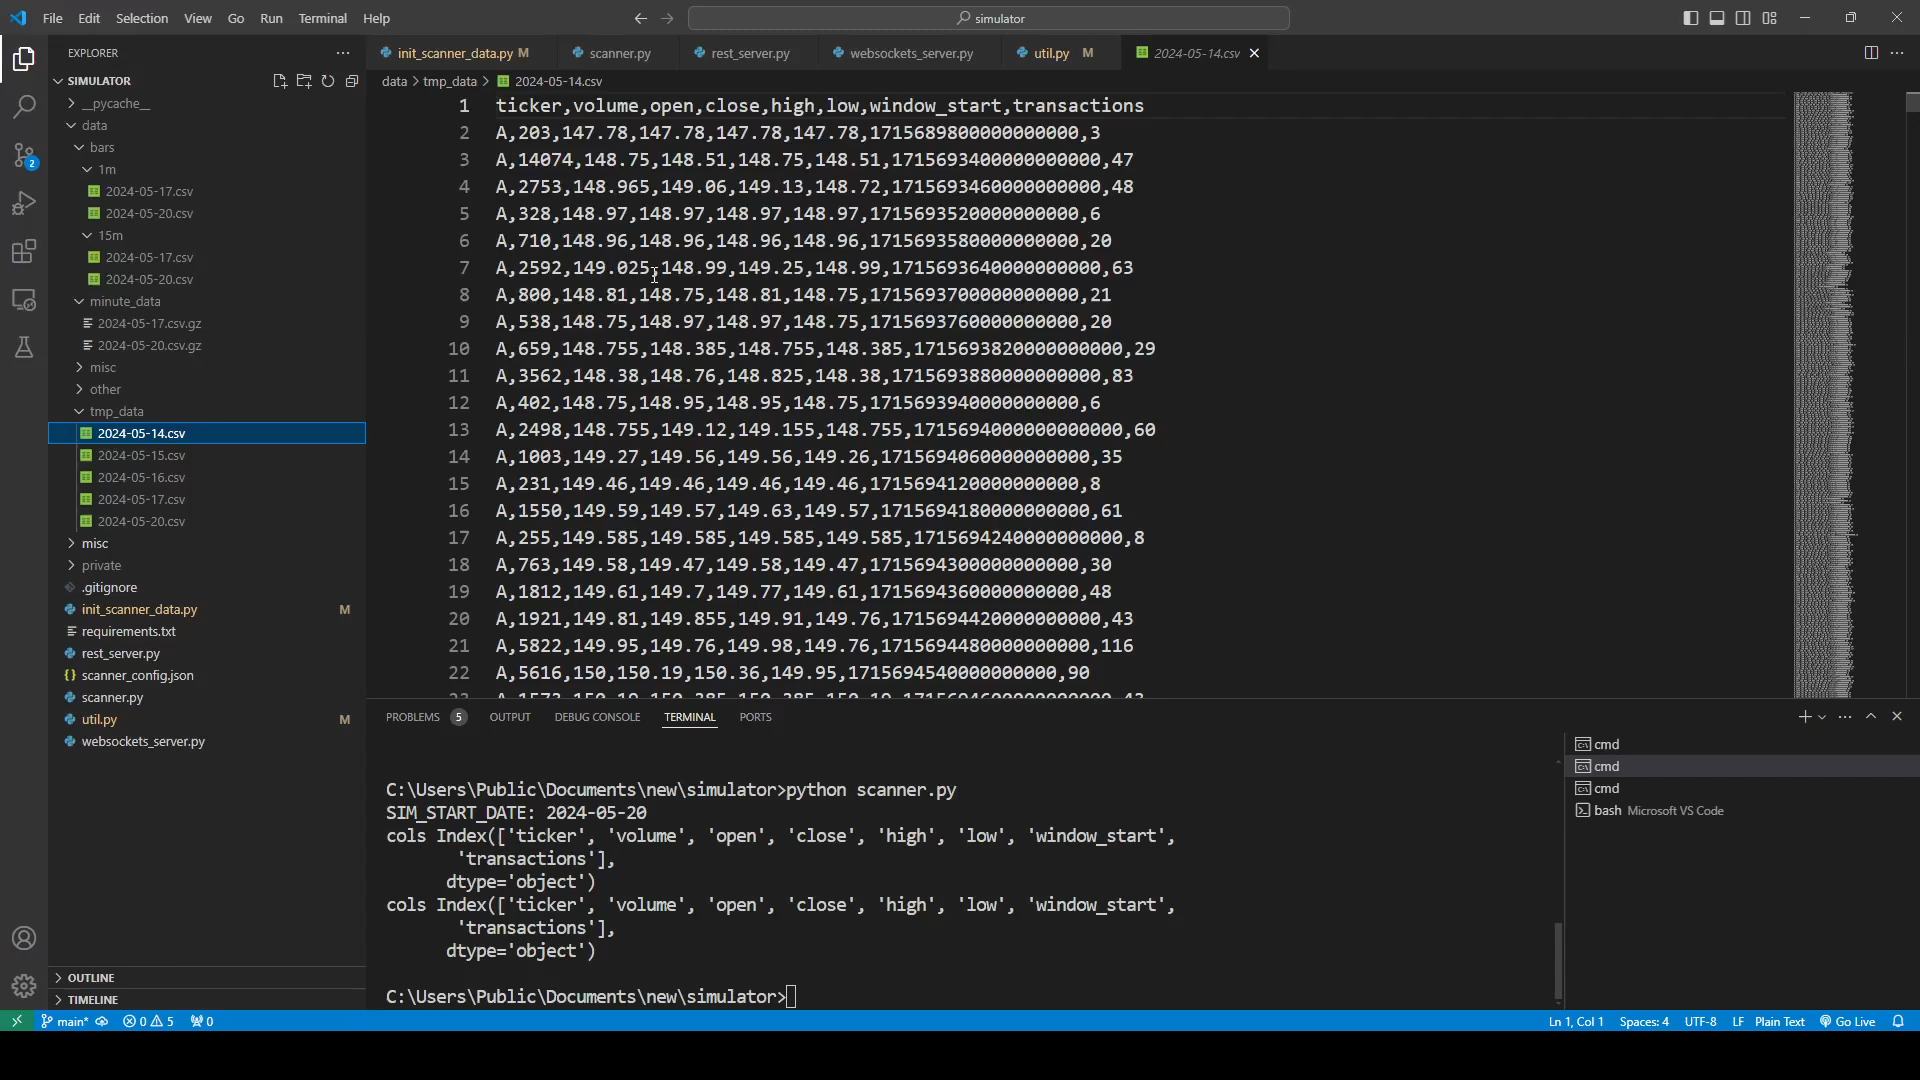 File Edit Selection View Go Run Terminal Help
simulator
EXPLORER
SIMULATOR
__pycache__
data
bars
1m
2024-05-17.csv
2024-05-20.csv
15m
2024-05-17.csv
2024-05-20.csv
minute_data
2024-05-17.csv.gz
2024-05-20.csv.gz
misc
other
tmp_data
2024-05-14.csv
2024-05-15.csv
2024-05-16.csv
2024-05-17.csv
2024-05-20.csv
misc
private
.gitignore
init_scanner_data.py M
requirements.txt
rest_server.py
scanner_config.json
scanner.py
util.py M
websockets_server.py
OUTLINE
TIMELINE
2
init_scanner_data.py M scanner.py rest_server.py websockets_server.py util.py M 2024-05-14.csv
data > tmp_data > 2024-05-14.csv
1 ticker,volume,open,close,high,low,window_start,transactions
2 A,203,147.78,147.78,147.78,147.78,1715689800000000000,3
3 A,14074,148.75,148.51,148.75,148.51,1715693400000000000,47
4 A,2753,148.965,149.06,149.13,148.72,1715693460000000000,48
5 A,328,148.97,148.97,148.97,148.97,1715693520000000000,6
6 A,710,148.96,148.96,148.96,148.96,1715693580000000000,20
7 A,2592,149.025,148.99,149.25,148.99,1715693640000000000,63
8 A,800,148.81,148.75,148.81,148.75,1715693700000000000,21
9 A,538,148.75,148.97,148.97,148.75,1715693760000000000,20
10 A,659,148.755,148.385,148.755,148.385,1715693820000000000,29
11 A,3562,148.38,148.76,148.825,148.38,1715693880000000000,83
12 A,402,148.75,148.95,148.95,148.75,1715693940000000000,6
13 A,2498,148.755,149.12,149.155,148.755,1715694000000000000,60
14 A,1003,149.27,149.56,149.56,149.26,1715694060000000000,35
15 A,231,149.46,149.46,149.46,149.46,1715694120000000000,8
16 A,1550,149.59,149.57,149.63,149.57,1715694180000000000,61
17 A,255,149.585,149.585,149.585,149.585,1715694240000000000,8
18 A,763,149.58,149.47,149.58,149.47,1715694300000000000,30
19 A,1812,149.61,149.7,149.77,149.61,1715694360000000000,48
20 A,1921,149.81,149.855,149.91,149.76,1715694420000000000,43
21 A,5822,149.95,149.76,149.98,149.76,1715694480000000000,116
22 A,5616,150,150.19,150.36,149.95,1715694540000000000,90
PROBLEMS 5 OUTPUT DEBUG CONSOLE TERMINAL PORTS
C:\Users\Public\Documents\new\simulator>python scanner.py
SIM_START_DATE: 2024-05-20
cols Index(['ticker', 'volume', 'open', 'close', 'high', 'low', 'window_start',
'transactions'],
dtype='object')
cols Index(['ticker', 'volume', 'open', 'close', 'high', 'low', 'window_start',
'transactions'],
dtype='object')
C:\Users\Public\Documents\new\simulator>
cmd
cmd
cmd
bash Microsoft VS Code
main* 0 5 0 Ln 1, Col 1 Spaces: 4 UTF-8 LF Plain Text Go Live